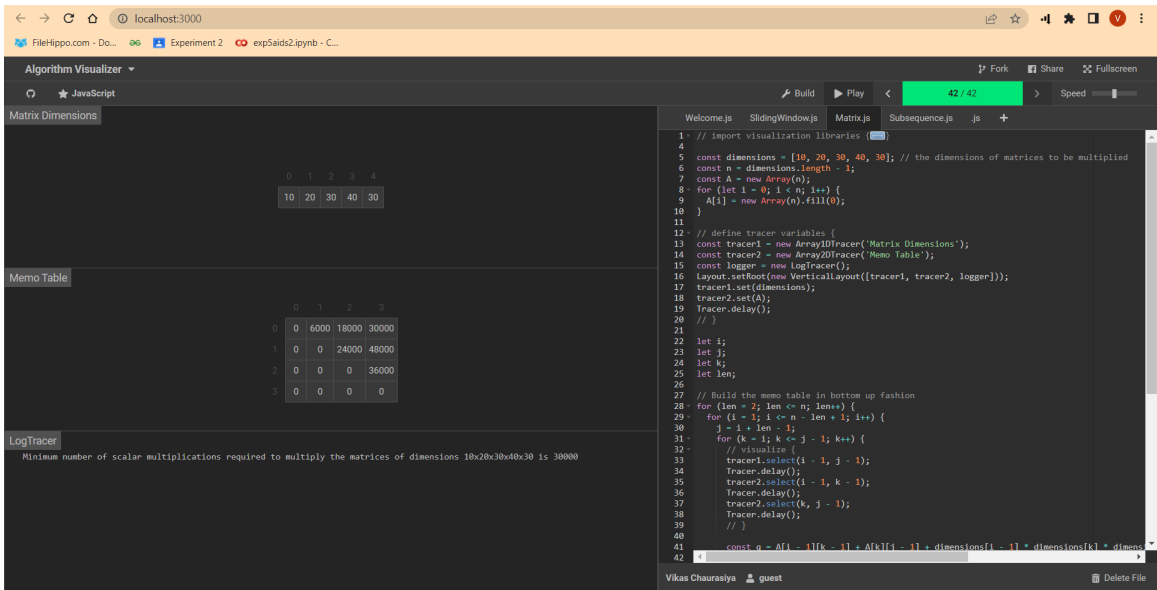 localhost:3000
FileHippo.com - Do... Experiment 2 exp5aids2.ipynb - C...
V
Algorithm Visualizer
Fork Share Fullscreen
JavaScript
Build Play 42 / 42 Speed
Matrix Dimensions
0 1 2 3 4
10 20 30 40 30
Memo Table
0 1 2 3
0 0 6000 18000 30000
1 0 0 24000 48000
2 0 0 0 36000
3 0 0 0 0
LogTracer
Minimum number of scalar multiplications required to multiply the matrices of dimensions 10x20x30x40x30 is 30000
Welcome.js SlidingWindow.js Matrix.js Subsequence.js .js +
1 // import visualization libraries {}
4
5 const dimensions = [10, 20, 30, 40, 30]; // the dimensions of matrices to be multiplied
6 const n = dimensions.length - 1;
7 const A = new Array(n);
8 for (let i = 0; i < n; i++) {
9 A[i] = new Array(n).fill(0);
10 }
11
12 // define tracer variables {
13 const tracer1 = new Array1DTracer('Matrix Dimensions');
14 const tracer2 = new Array2DTracer('Memo Table');
15 const logger = new LogTracer();
16 Layout.setRoot(new VerticalLayout([tracer1, tracer2, logger]));
17 tracer1.set(dimensions);
18 tracer2.set(A);
19 Tracer.delay();
20 // }
21
22 let i;
23 let j;
24 let k;
25 let len;
26
27 // Build the memo table in bottom up fashion
28 for (len = 2; len <= n; len++) {
29 for (i = 1; i <= n - len + 1; i++) {
30 j = i + len - 1;
31 for (k = i; k <= j - 1; k++) {
32 // visualize {
33 tracer1.select(i - 1, j - 1);
34 Tracer.delay();
35 tracer2.select(i - 1, k - 1);
36 Tracer.delay();
37 tracer2.select(k, j - 1);
38 Tracer.delay();
39 // }
40
41 const q = A[i - 1][k - 1] + A[k][j - 1] + dimensions[i - 1] * dimensions[k] * dimensi
42
Vikas Chaurasiya guest Delete File